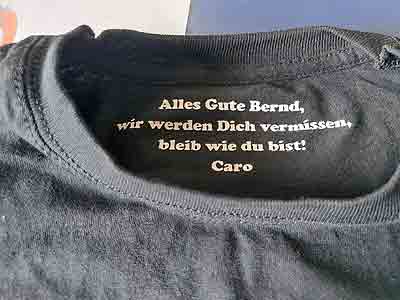 Alles Gute Bernd,
wir werden Dich vermissen,
bleib wie du bist!
Caro